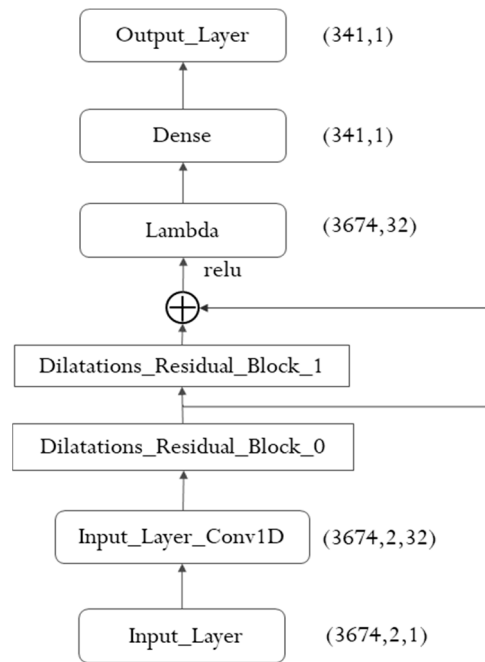 Output_Layer (341,1)
Dense (341,1)
Lambda (3674,32)
relu
Dilatations_Residual_Block_1
Dilatations_Residual_Block_0
Input_Layer_Conv1D (3674,2,32)
Input_Layer (3674,2,1)